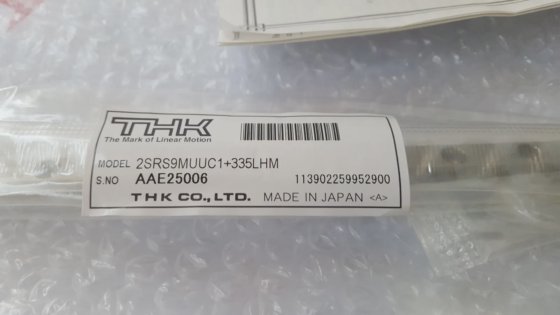 THK
The Mark of Linear Motion
MODEL 2SRS9MUUC1+335LHM
S.NO AAE25006 113902259952900
THK CO., LTD. MADE IN JAPAN <A>